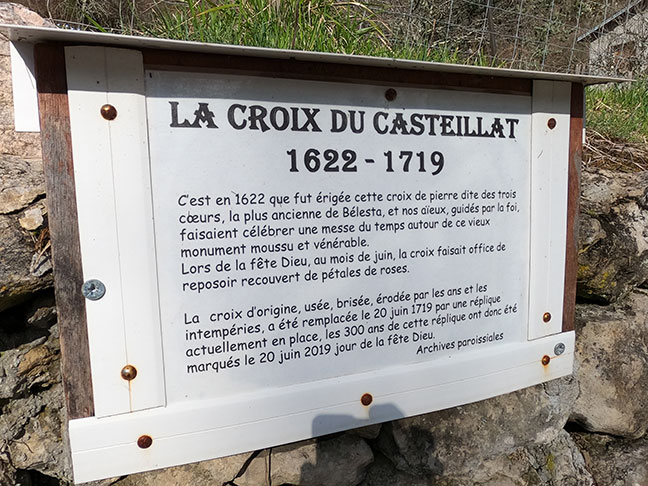 LA CROIX DU CASTEILLAT
1622 - 1719
C'est en 1622 que fut érigée cette croix de pierre dite des trois
cœurs, la plus ancienne de Bélesta, et nos aïeux, guidés par la foi,
faisaient célébrer une messe du temps autour de ce vieux
monument moussu et vénérable.
Lors de la fête Dieu, au mois de juin, la croix faisait office de
reposoir recouvert de pétales de roses.
La croix d'origine, usée, brisée, érodée par les ans et les
intempéries, a été remplacée le 20 juin 1719 par une réplique
actuellement en place, les 300 ans de cette réplique ont donc été
marqués le 20 juin 2019 jour de la fête Dieu.
Archives paroissiales